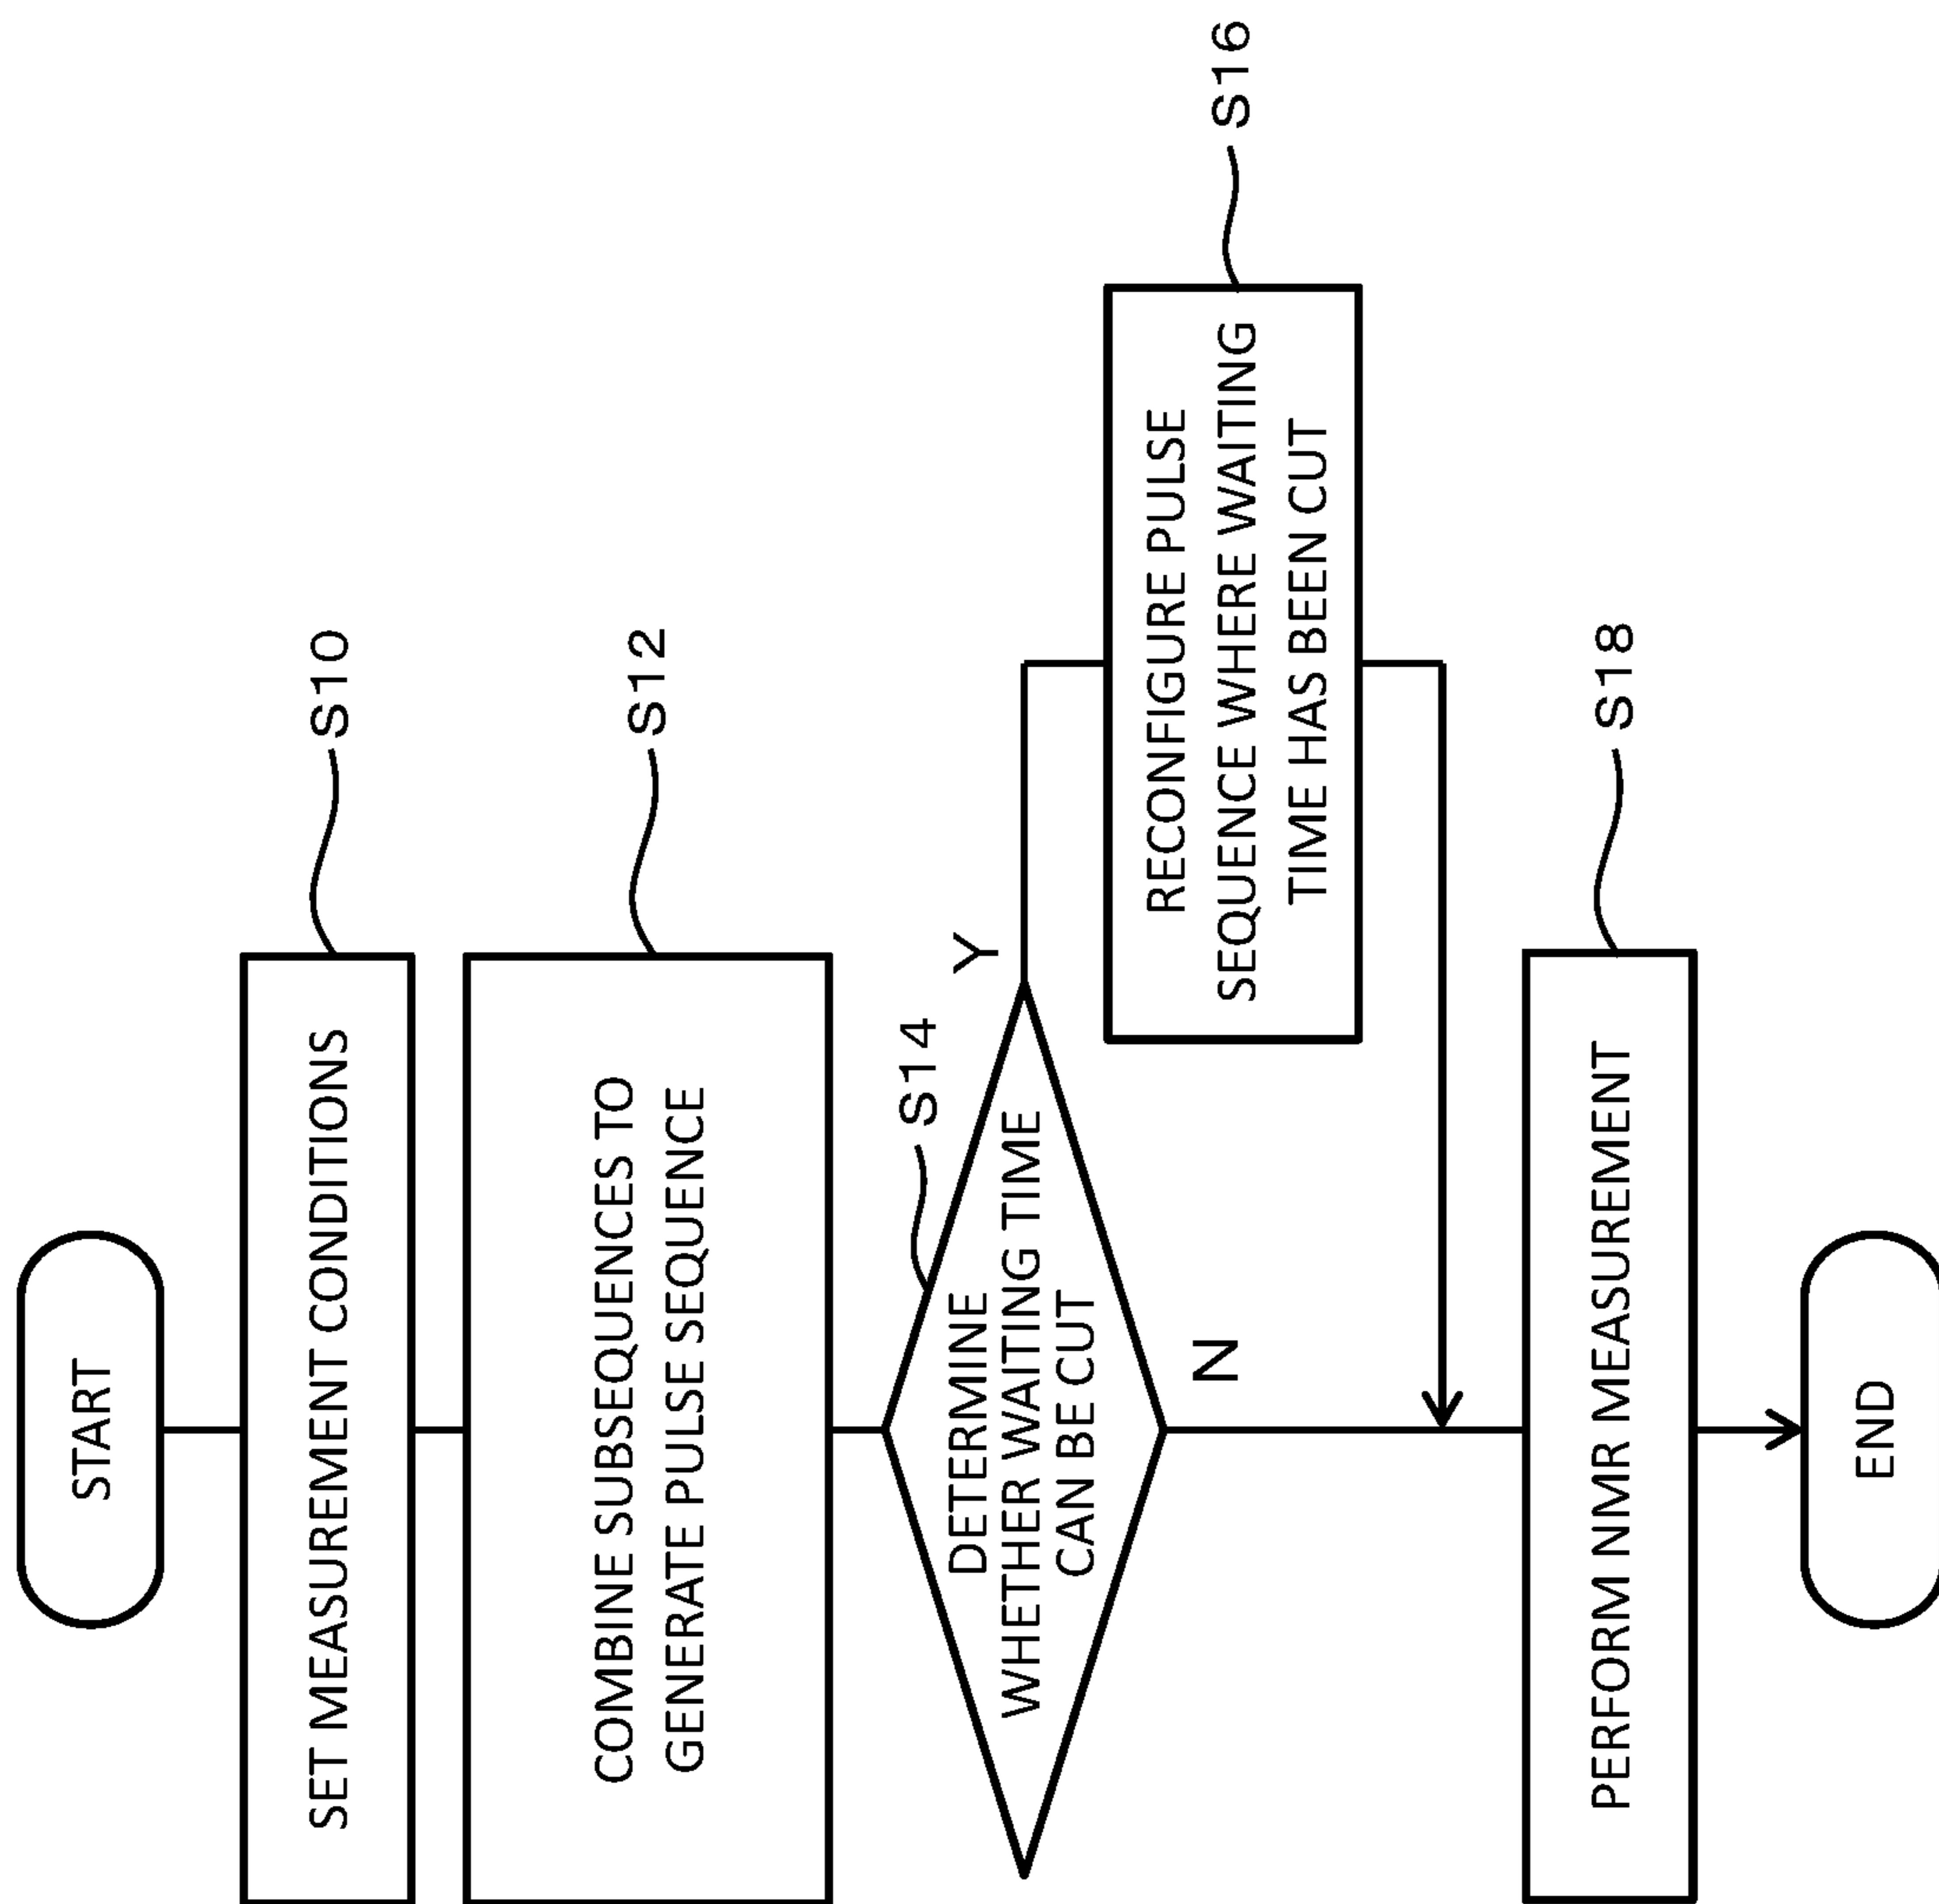 START
SET MEASUREMENT CONDITIONS
S10
COMBINE SUBSEQUENCES TO
GENERATE PULSE SEQUENCE
S12
DETERMINE
WHETHER WAITING TIME
CAN BE CUT
S14
Y
N
RECONFIGURE PULSE
SEQUENCE WHERE WAITING
TIME HAS BEEN CUT
S16
PERFORM NMR MEASUREMENT
S18
END